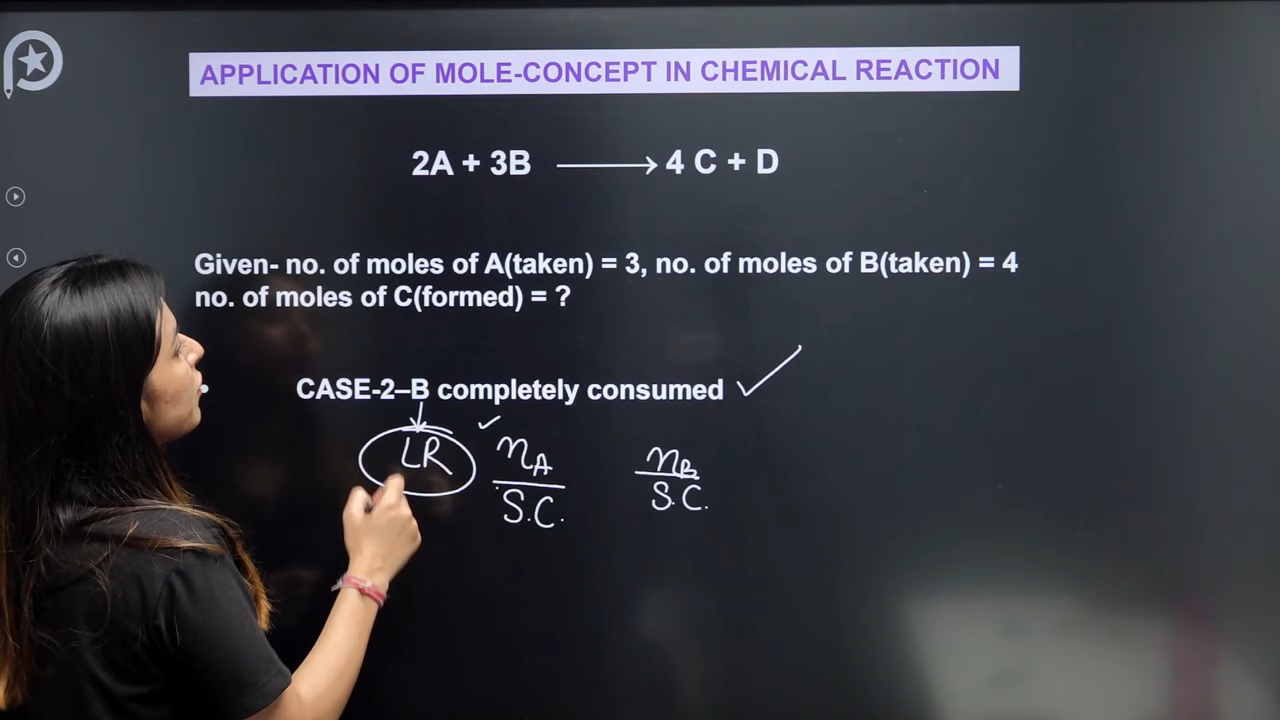 APPLICATION OF MOLE-CONCEPT IN CHEMICAL REACTION
2A + 3B ⟶ 4 C + D
Given- no. of moles of A(taken) = 3, no. of moles of B(taken) = 4
no. of moles of C(formed) = ?
CASE-2–B completely consumed ✓
LR ✓ nA nB
S.C. S.C.